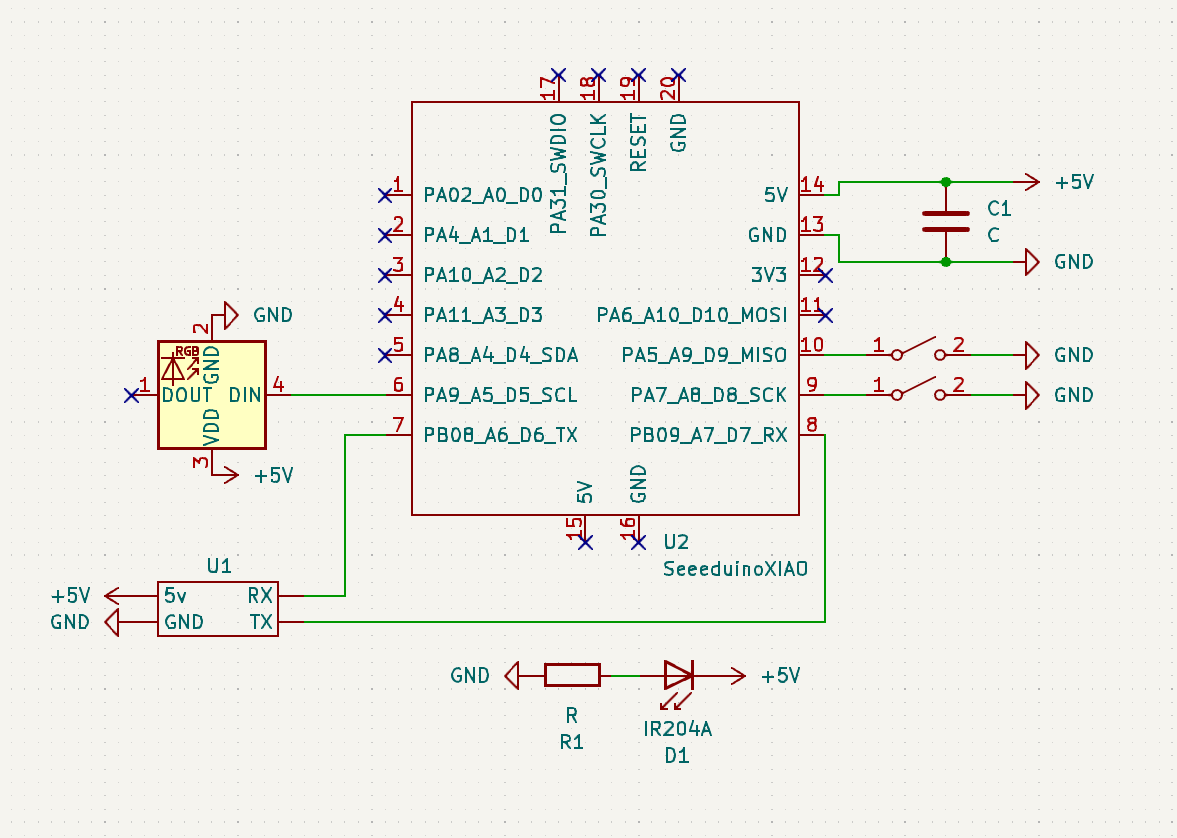 17
18
19
20
PA31_SWDIO
PA30_SWCLK
RESET
GND
1
PA02_A0_D0
2
PA4_A1_D1
3
PA10_A2_D2
4
PA11_A3_D3
5
PA8_A4_D4_SDA
6
PA9_A5_D5_SCL
7
PB08_A6_D6_TX
5V
14
GND
13
3V3
12
PA6_A10_D10_MOSI
11
PA5_A9_D9_MISO
10
PA7_A8_D8_SCK
9
PB09_A7_D7_RX
8
5V
GND
15
16
U2
SeeeduinoXIAO
+5V
C1
C
GND
1
2
GND
1
2
GND
2
GND
RGB
GND
1
DOUT
DIN
4
VDD
3
+5V
U1
+5V
5v
RX
GND
GND
TX
GND
+5V
R
R1
IR204A
D1